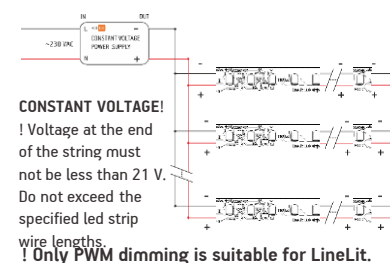 IN OUT
L
CONSTANT VOLTAGE
POWER SUPPLY
~230 VAC
N +
- -
+ + +
- -
+ + +
- -
+ + +
CONSTANT VOLTAGE!
! Voltage at the end
of the string must
not be less than 21 V.
Do not exceed the
specified led strip
wire lengths.
! Only PWM dimming is suitable for LineLit.